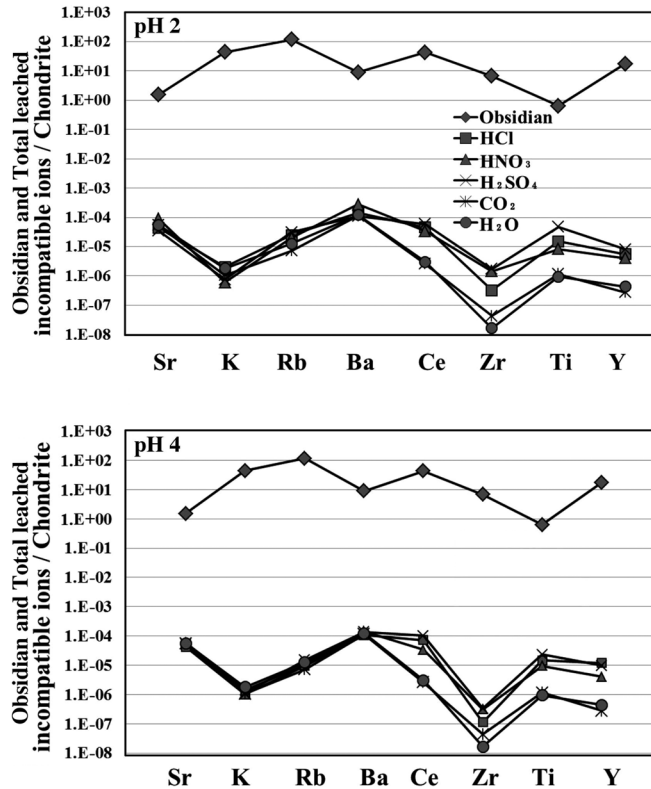 pH 2
Obsidian and Total leached
incompatible ions / Chondrite
1.E+03
1.E+02
1.E+01
1.E+00
1.E-01
1.E-02
1.E-03
1.E-04
1.E-05
1.E-06
1.E-07
1.E-08
Obsidian
HCl
HNO₃
H₂SO₄
CO₂
H₂O
Sr K Rb Ba Ce Zr Ti Y
pH 4
Obsidian and Total leached
incompatible ions / Chondrite
1.E+03
1.E+02
1.E+01
1.E+00
1.E-01
1.E-02
1.E-03
1.E-04
1.E-05
1.E-06
1.E-07
1.E-08
Sr K Rb Ba Ce Zr Ti Y